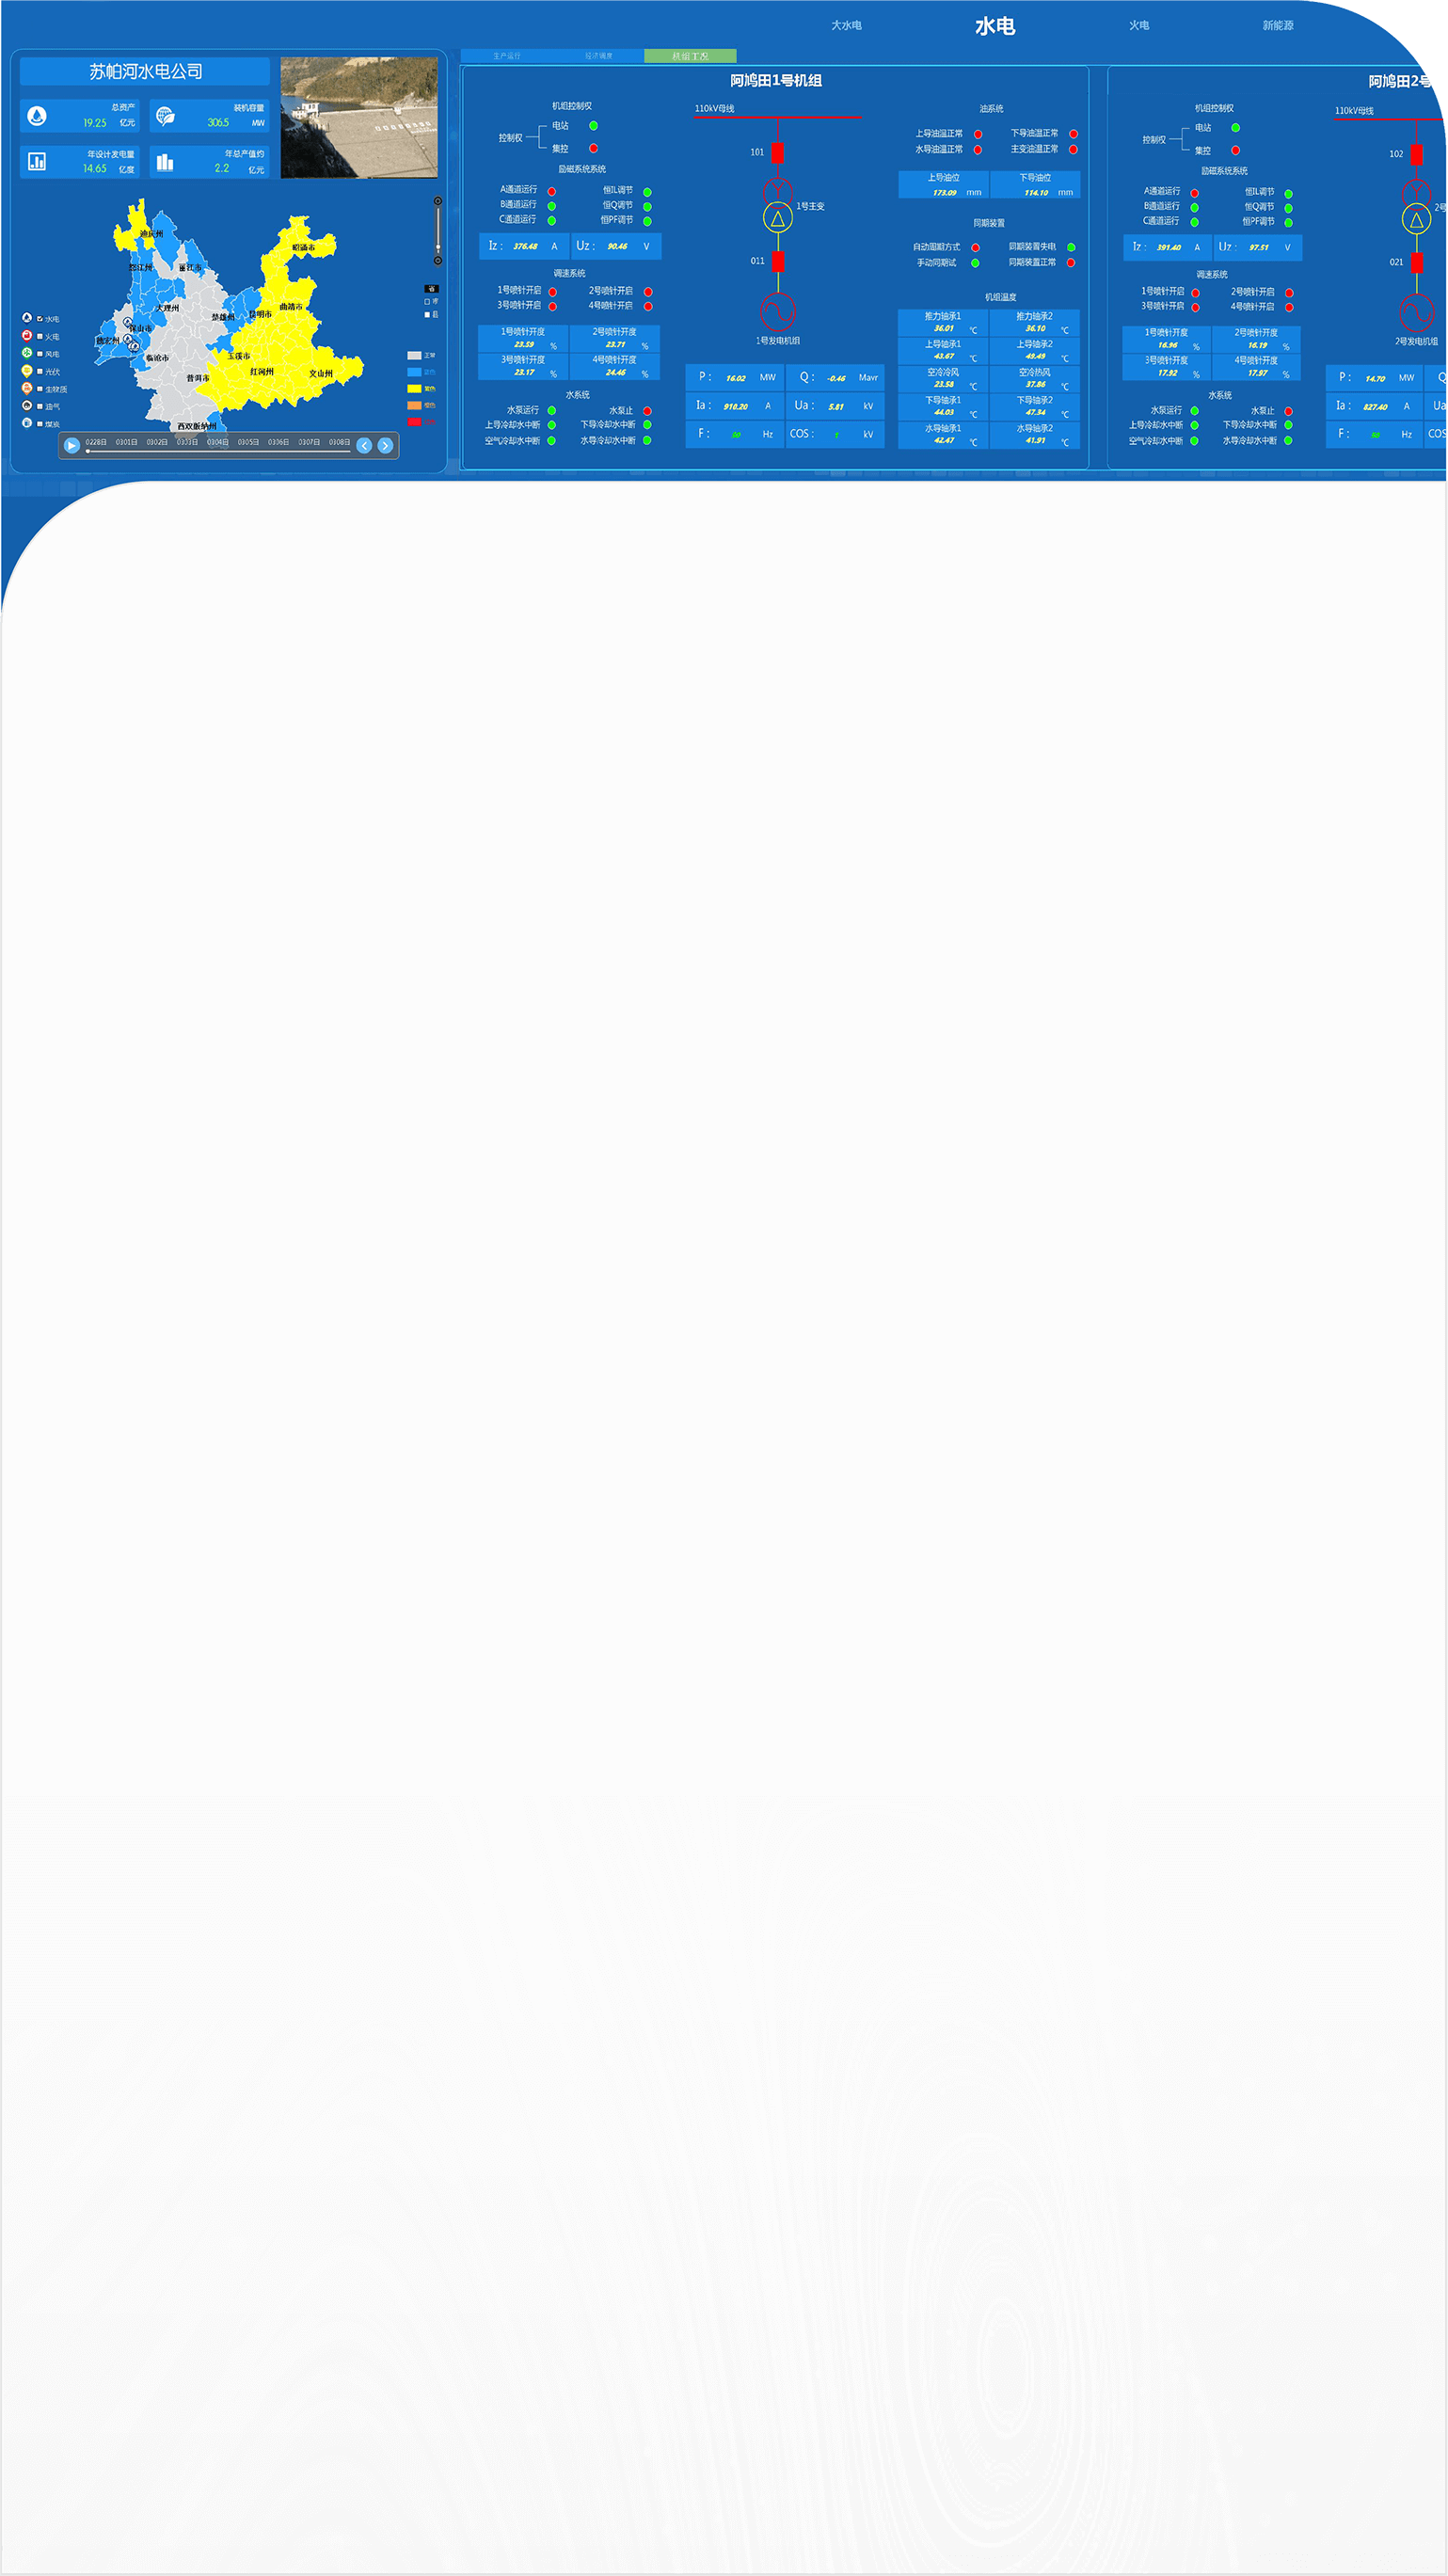 大水电 水电 火电 新能源
苏帕河水电公司
总资产
19.25 亿元
装机容量
306.5 MW
年设计发电量
14.65 亿度
年总产值约
2.2 亿元
迪庆州
怒江州
丽江市
昭通市
大理州
楚雄州
昆明市
曲靖市
保山市
德宏州
临沧市
玉溪市
普洱市
红河州
文山州
西双版纳州
省
市
县
水电
火电
风电
光伏
生物质
油气
煤炭
正常
蓝色
黄色
橙色
0228日 0301日 0302日 0303日 0304日 0305日 0306日 0307日 0308日
生产运行 经济调度 机组工况
阿鸠田1号机组
机组控制权
控制权
电站
集控
励磁系统系统
A通道运行 恒IL调节
B通道运行 恒Q调节
C通道运行 恒PF调节
Iz： 376.48 A Uz： 90.46 V
调速系统
1号喷针开启 2号喷针开启
3号喷针开启 4号喷针开启
1号喷针开度 2号喷针开度
23.59 % 23.71 %
3号喷针开度 4号喷针开度
23.17 % 24.46 %
水系统
水泵运行 水泵止
上导冷却水中断 下导冷却水中断
空气冷却水中断 水导冷却水中断
110kV母线
101
1号主变
011
1号发电机组
P： 16.02 MW Q： -0.46 Mavr
Ia： 910.20 A Ua： 5.81 kV
F： Hz COS： 1 kV
油系统
上导油温正常 下导油温正常
水导油温正常 主变油温正常
上导油位 下导油位
173.09 mm 114.10 mm
同期装置
自动同期方式 同期装置失电
手动同期试 同期装置正常
机组温度
推力轴承1 推力轴承2
36.01 ℃ 36.10 ℃
上导轴承1 上导轴承2
43.67 ℃ 49.49 ℃
空冷冷风 空冷热风
23.58 ℃ 37.86 ℃
下导轴承1 下导轴承2
44.03 ℃ 47.34 ℃
水导轴承1 水导轴承2
42.47 ℃ 41.91 ℃
阿鸠田2号
机组控制权
控制权
电站
集控
励磁系统系统
A通道运行 恒IL调节
B通道运行 恒Q调节
C通道运行 恒PF调节
Iz： 391.40 A Uz： 97.51 V
调速系统
1号喷针开启 2号喷针开启
3号喷针开启 4号喷针开启
1号喷针开度 2号喷针开度
16.96 % 16.19 %
3号喷针开度 4号喷针开度
17.92 % 17.97 %
水系统
水泵运行 水泵止
上导冷却水中断 下导冷却水中断
空气冷却水中断 水导冷却水中断
110kV母线
102
2号
021
2号发电机组
P： 14.70 MW Q
Ia： 827.40 A Ua
F： 50 Hz COS